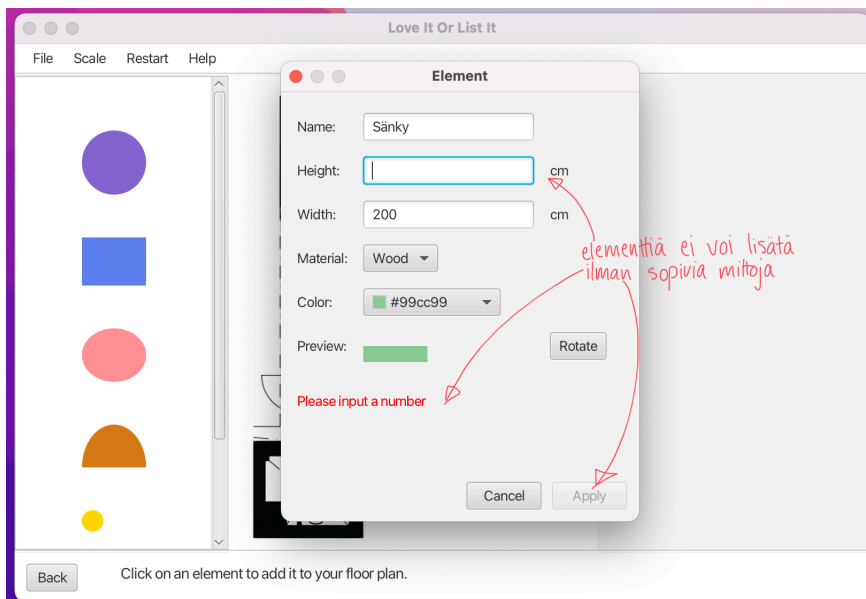 Love It Or List It
File Scale Restart Help
Element
Name: Sänky
Height: cm
Width: 200 cm
elementtiä ei voi lisätä
ilman sopivia mittoja
Material: Wood
Color: #99cc99
Preview: Rotate
Please input a number
Cancel Apply
Back Click on an element to add it to your floor plan.